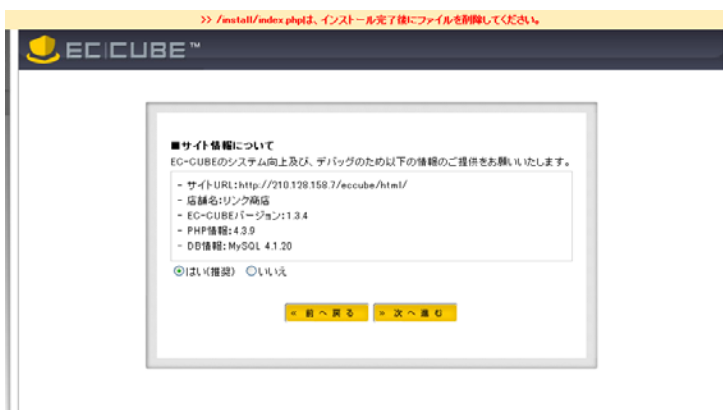 >> /install/index.phpは、インストール完了後にファイルを削除してください。
EC CUBE™
■サイト情報について
EC-CUBEのシステム向上及び、デバッグのため以下の情報のご提供をお願いいたします。
- サイトURL:http://210.128.158.7/eccube/html/
- 店舗名:リンク商店
- EC-CUBEバージョン:1.3.4
- PHP情報:4.3.9
- DB情報:MySQL 4.1.20
はい(推奨) いいえ
« 前へ戻る » 次へ進む